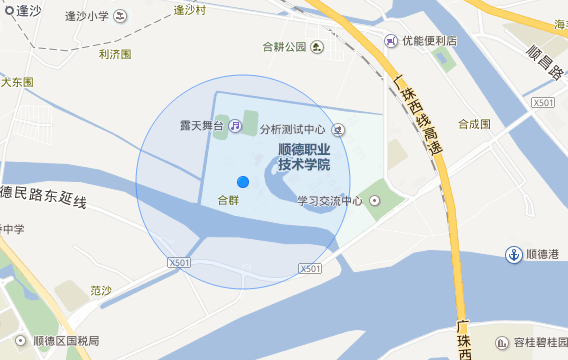 逢沙
逢沙村
逢沙小学
合耕公园
优能便利店
利济围
大东围
顺昌路
广珠西线高速
X501
露天舞台
分析测试中心
合成围
顺德职业
技术学院
德民路东延线
合群
学习交流中心
中学
X501
X501
顺德港
范沙
顺德区国税局
广珠西
容桂碧桂园